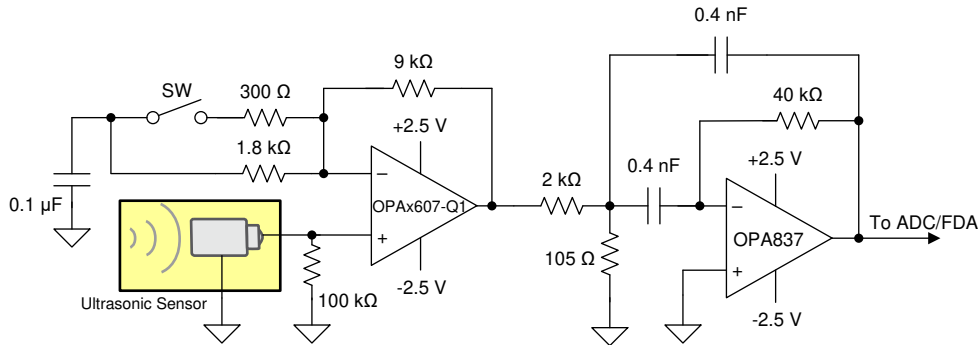 0.4 nF
9 kΩ
SW
300 Ω
40 kΩ
+2.5 V
1.8 kΩ
0.4 nF
+2.5 V
−
0.1 µF
OPAx607-Q1
2 kΩ
−
To ADC/FDA
+
OPA837
105 Ω
+
-2.5 V
100 kΩ
Ultrasonic Sensor
-2.5 V